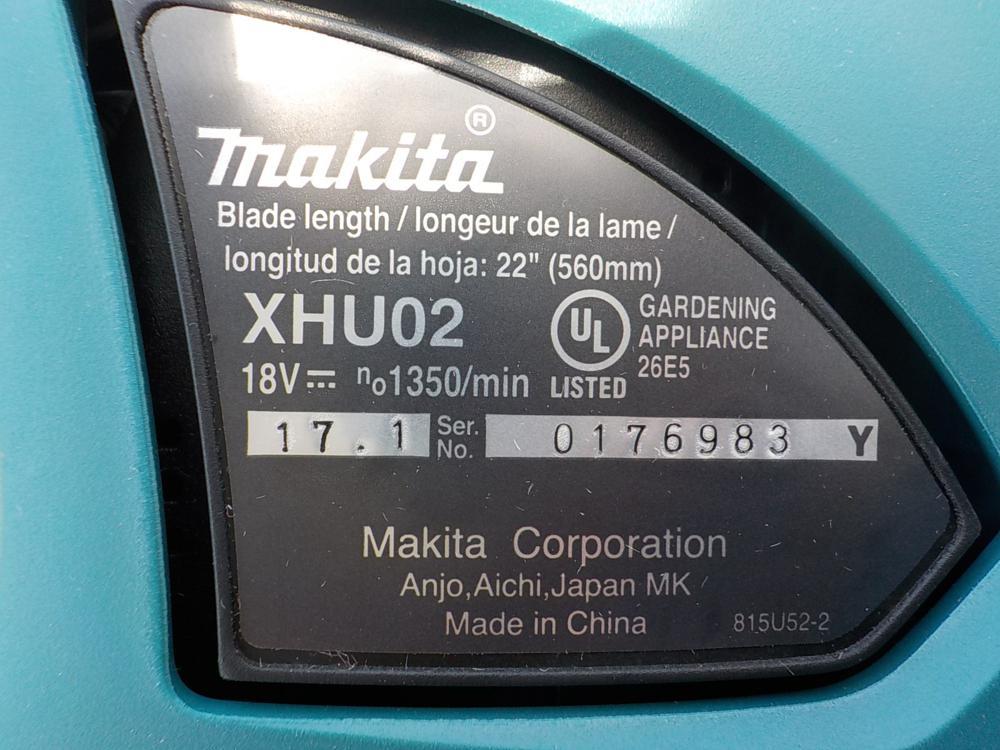 Makita®
Blade length / longeur de la lame /
longitud de la hoja: 22" (560mm)
XHU02
UL
LISTED
GARDENING
APPLIANCE
26E5
18V⎓ no1350/min
17.1 Ser. No. 0176983 Y
Makita Corporation
Anjo,Aichi,Japan MK
Made in China
815U52-2